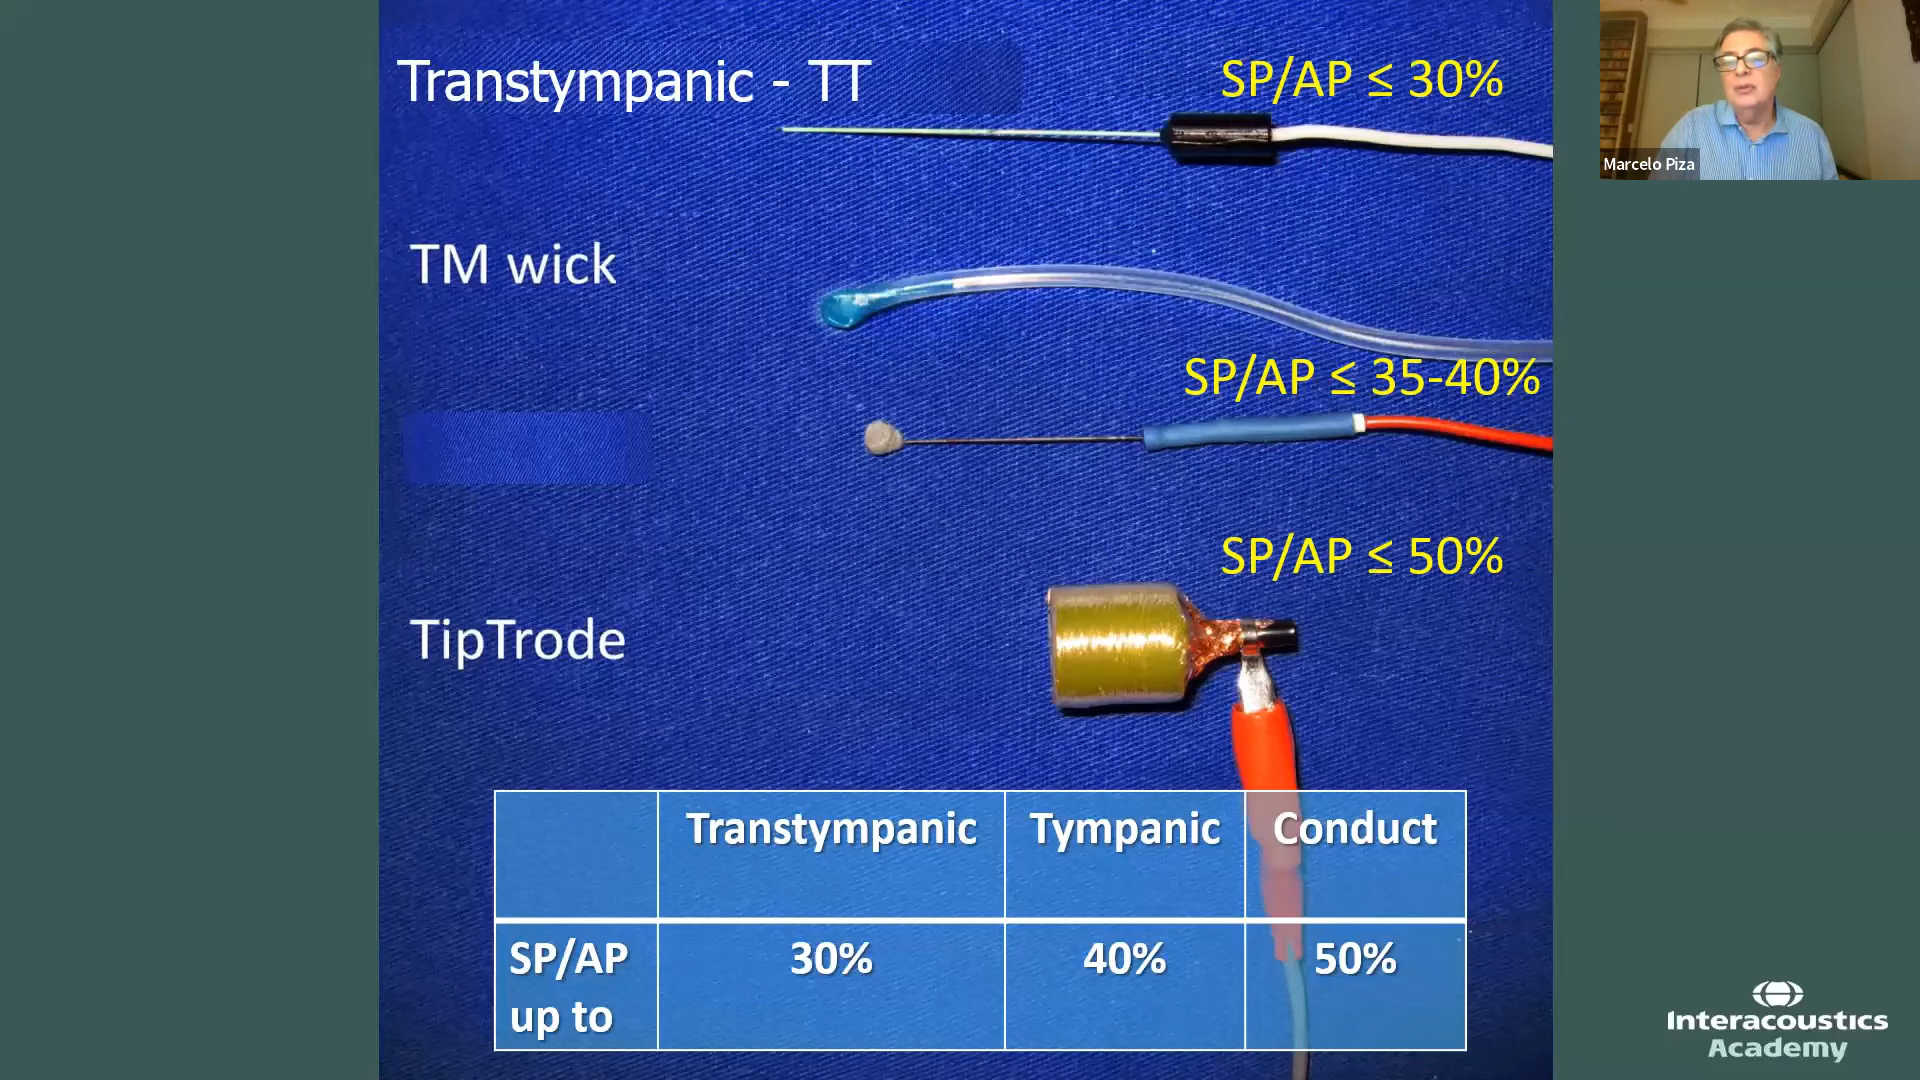 Transtympanic - TT
SP/AP ≤ 30%
Marcelo Piza
TM wick
SP/AP ≤ 35-40%
SP/AP ≤ 50%
TipTrode
Transtympanic
Tympanic
Conduct
SP/AP up to
30%
40%
50%
Interacoustics
Academy